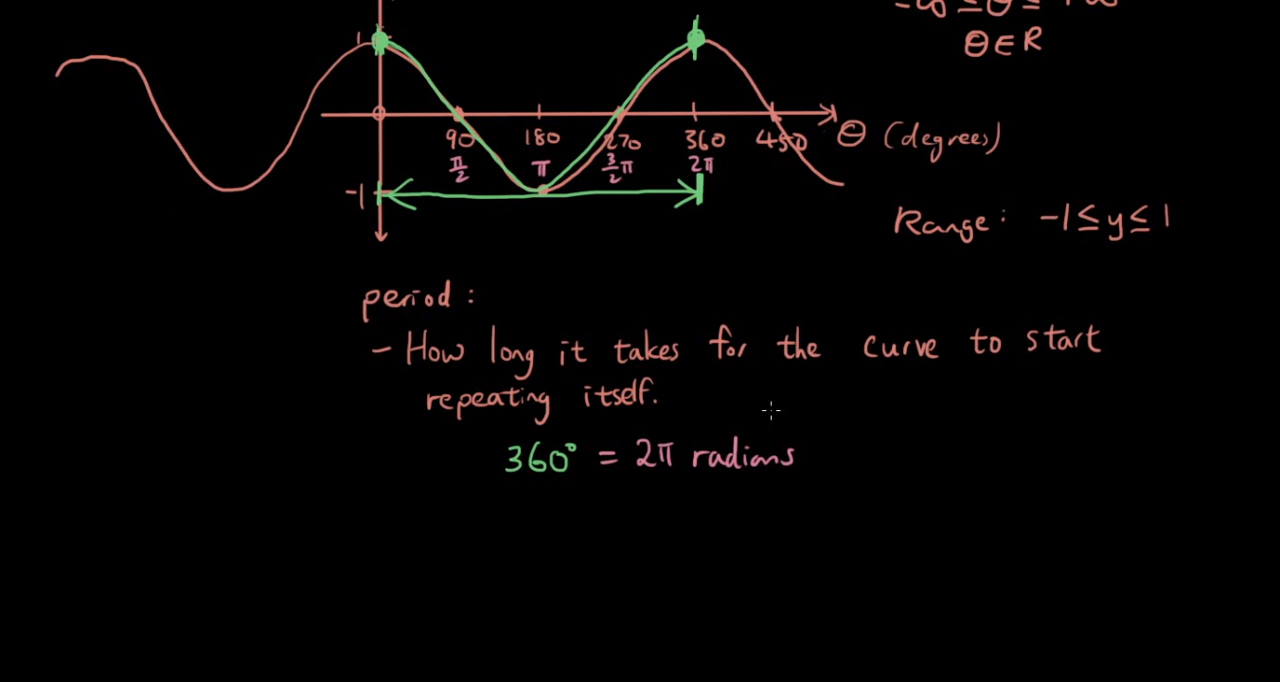 θ ∈ R
1
0
90 180 270 360 450 θ (degrees)
π/2 π 3/2 π 2π
-1
Range: -1 ≤ y ≤ 1
period:
- How long it takes for the curve to start
repeating itself.
360° = 2π radians